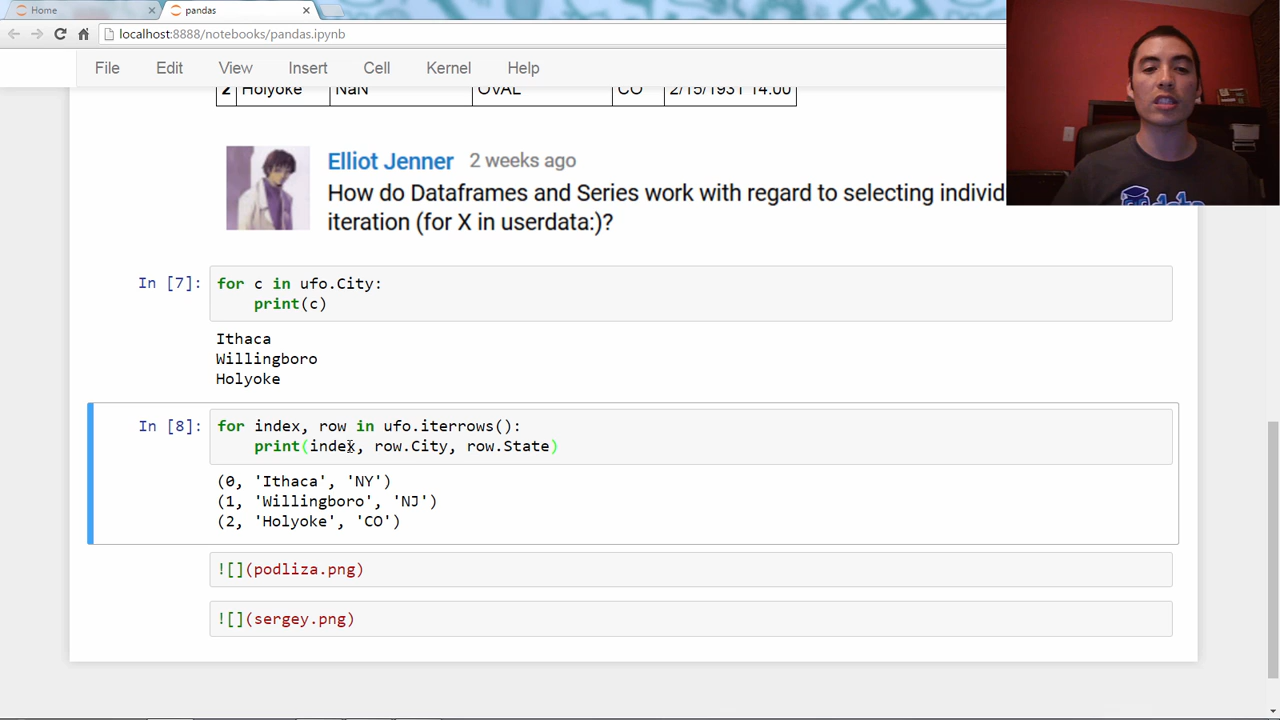 Home
pandas
localhost:8888/notebooks/pandas.ipynb
File Edit View Insert Cell Kernel Help
2 Holyoke NaN OVAL CO 2/15/1931 14:00
Elliot Jenner 2 weeks ago
How do Dataframes and Series work with regard to selecting
iteration (for X in userdata:)?
In [7]: for c in ufo.City:
print(c)
Ithaca
Willingboro
Holyoke
In [8]: for index, row in ufo.iterrows():
print(index, row.City, row.State)
(0, 'Ithaca', 'NY')
(1, 'Willingboro', 'NJ')
(2, 'Holyoke', 'CO')
![](podliza.png)
![](sergey.png)